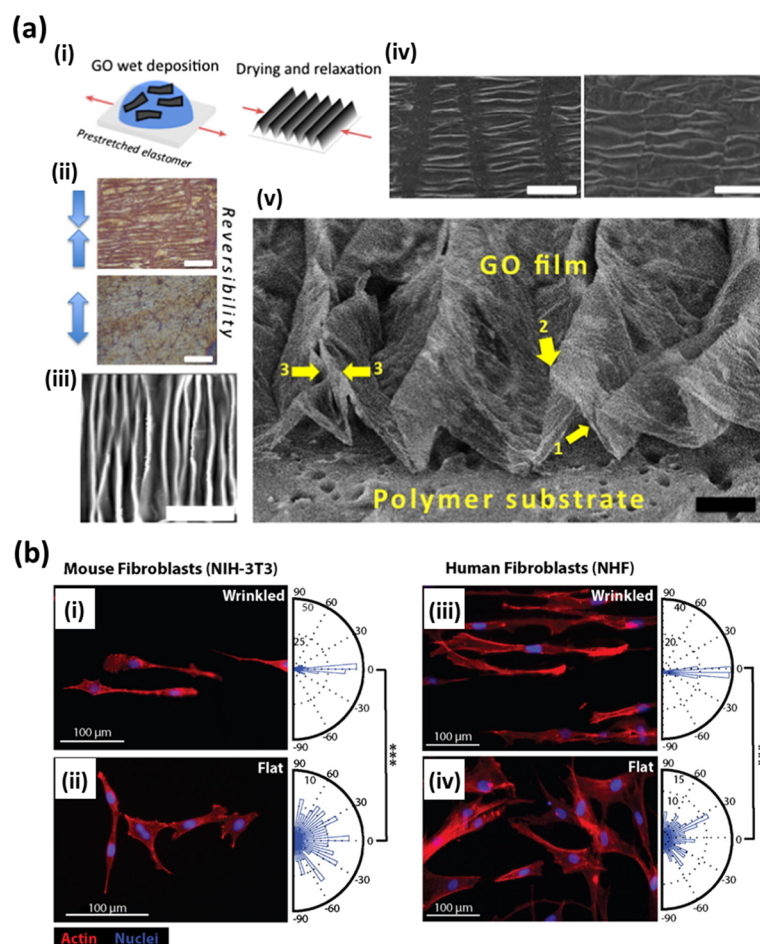 (a)
(i)
GO wet deposition
Drying and relaxation
Prestretched elastomer
(ii)
Reversibility
(iii)
(iv)
(v)
GO film
2
3
3
1
Polymer substrate
(b)
Mouse Fibroblasts (NIH-3T3)
Human Fibroblasts (NHF)
(i)
Wrinkled
100 µm
90
50
60
25
30
0
-30
-60
-90
(iii)
Wrinkled
100 µm
90
40
60
20
30
0
-30
-60
-90
***
(ii)
Flat
100 µm
90
60
10
30
0
-30
-60
-90
(iv)
Flat
100 µm
90
15
60
10
30
0
-30
-60
-90
Actin Nuclei